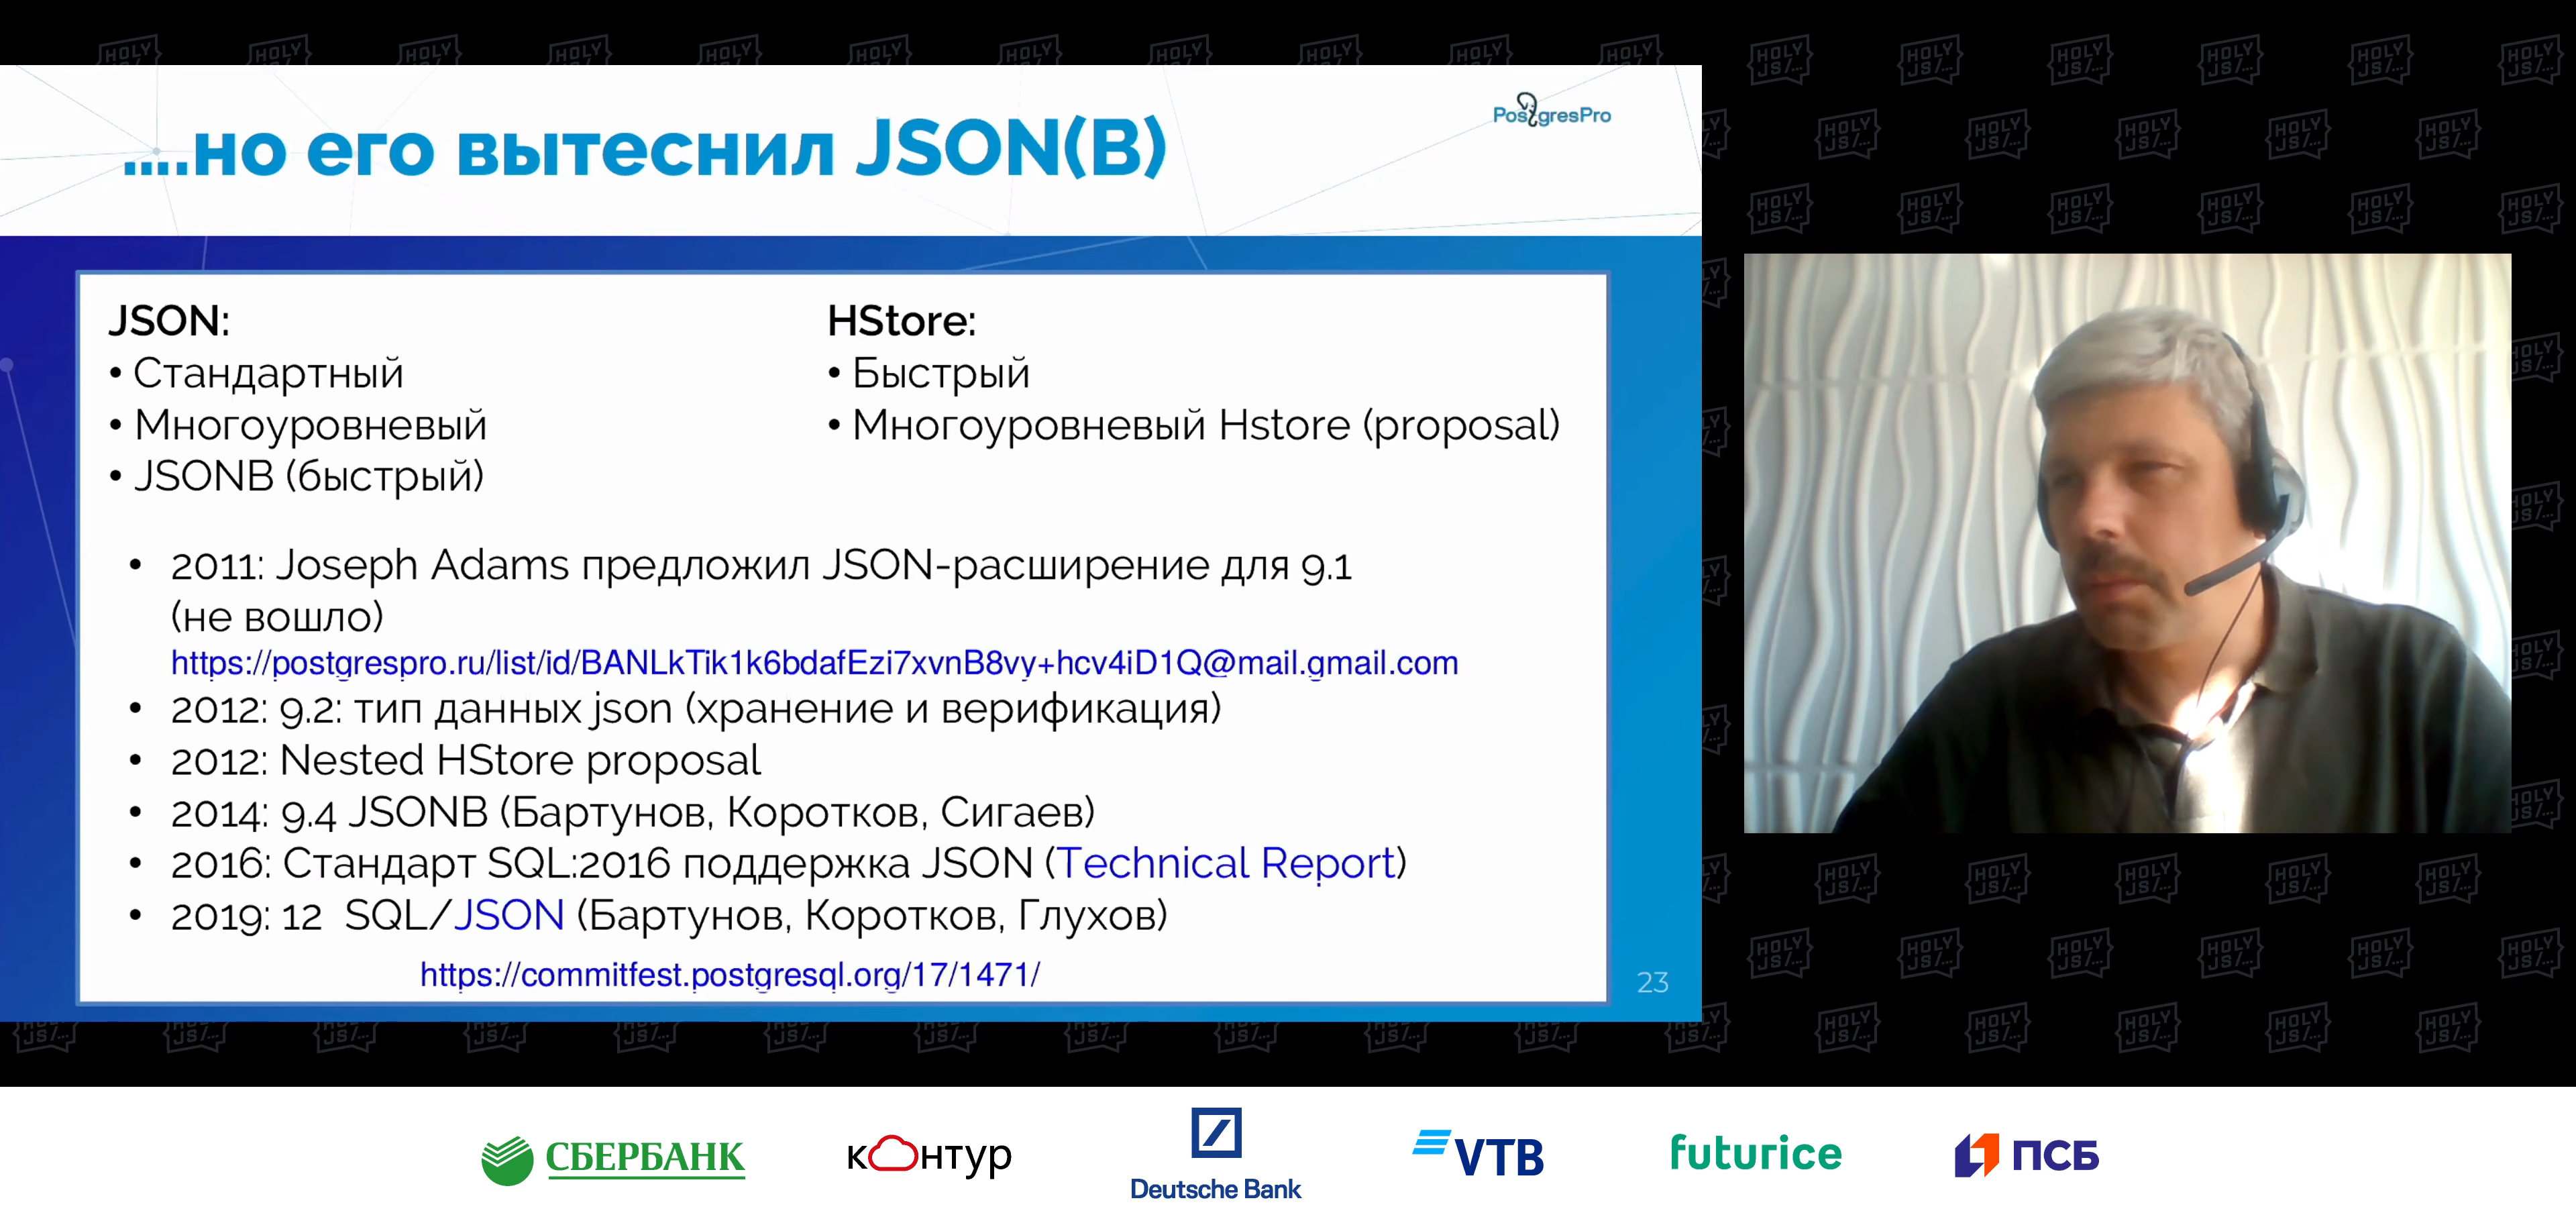 ....но его вытеснил JSON(B)
PostgresPro
JSON:
• Стандартный
• Многоуровневый
• JSONB (быстрый)
HStore:
• Быстрый
• Многоуровневый Hstore (proposal)
• 2011: Joseph Adams предложил JSON-расширение для 9.1
(не вошло)
https://postgrespro.ru/list/id/BANLkTik1k6bdafEzi7xvnB8vy+hcv4iD1Q@mail.gmail.com
• 2012: 9.2: тип данных json (хранение и верификация)
• 2012: Nested HStore proposal
• 2014: 9.4 JSONB (Бартунов, Коротков, Сигаев)
• 2016: Стандарт SQL:2016 поддержка JSON (Technical Report)
• 2019: 12 SQL/JSON (Бартунов, Коротков, Глухов)
https://commitfest.postgresql.org/17/1471/
23
HOLY
JS/...
СБЕРБАНК
контур
Deutsche Bank
VTB
futurice
ПСБ